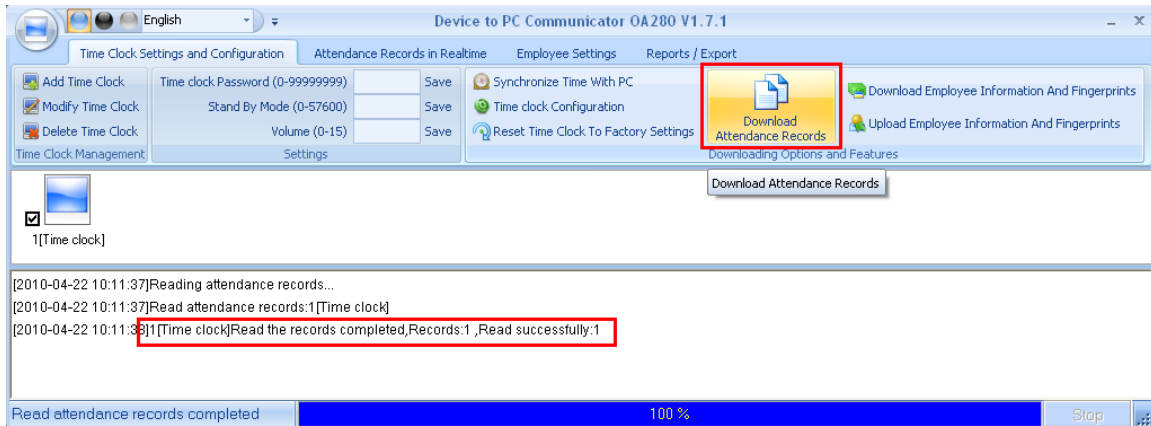 English
Device to PC Communicator OA280 V1.7.1
Time Clock Settings and Configuration
Attendance Records in Realtime
Employee Settings
Reports / Export
Add Time Clock
Modify Time Clock
Delete Time Clock
Time Clock Management
Time clock Password (0-99999999)
Save
Stand By Mode (0-57600)
Save
Volume (0-15)
Save
Settings
Synchronize Time With PC
Time clock Configuration
Reset Time Clock To Factory Settings
Download
Attendance Records
Download Employee Information And Fingerprints
Upload Employee Information And Fingerprints
Downloading Options and Features
Download Attendance Records
1[Time clock]
[2010-04-22 10:11:37]Reading attendance records...
[2010-04-22 10:11:37]Read attendance records:1[Time clock]
[2010-04-22 10:11:38]1[Time clock]Read the records completed,Records:1 ,Read successfully:1
Read attendance records completed
100 %
Stop